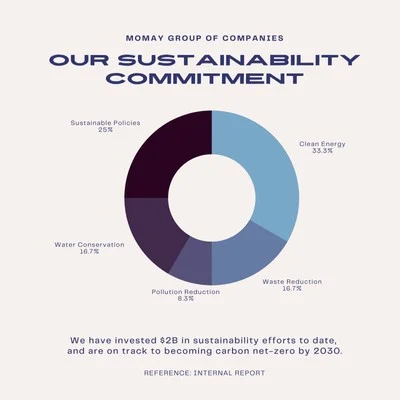 MOMAY GROUP OF COMPANIES
OUR SUSTAINABILITY
COMMITMENT
Sustainable Policies
25%
Clean Energy
33.3%
Water Conservation
16.7%
Waste Reduction
16.7%
Pollution Reduction
8.3%
We have invested $2B in sustainability efforts to date,
and are on track to becoming carbon net-zero by 2030.
REFERENCE: INTERNAL REPORT